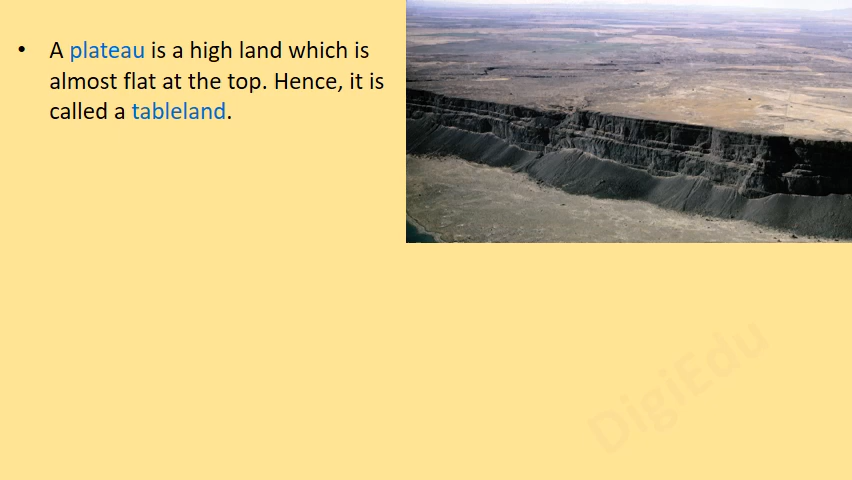 • A plateau is a high land which is
almost flat at the top. Hence, it is
called a tableland.
DigiEdu